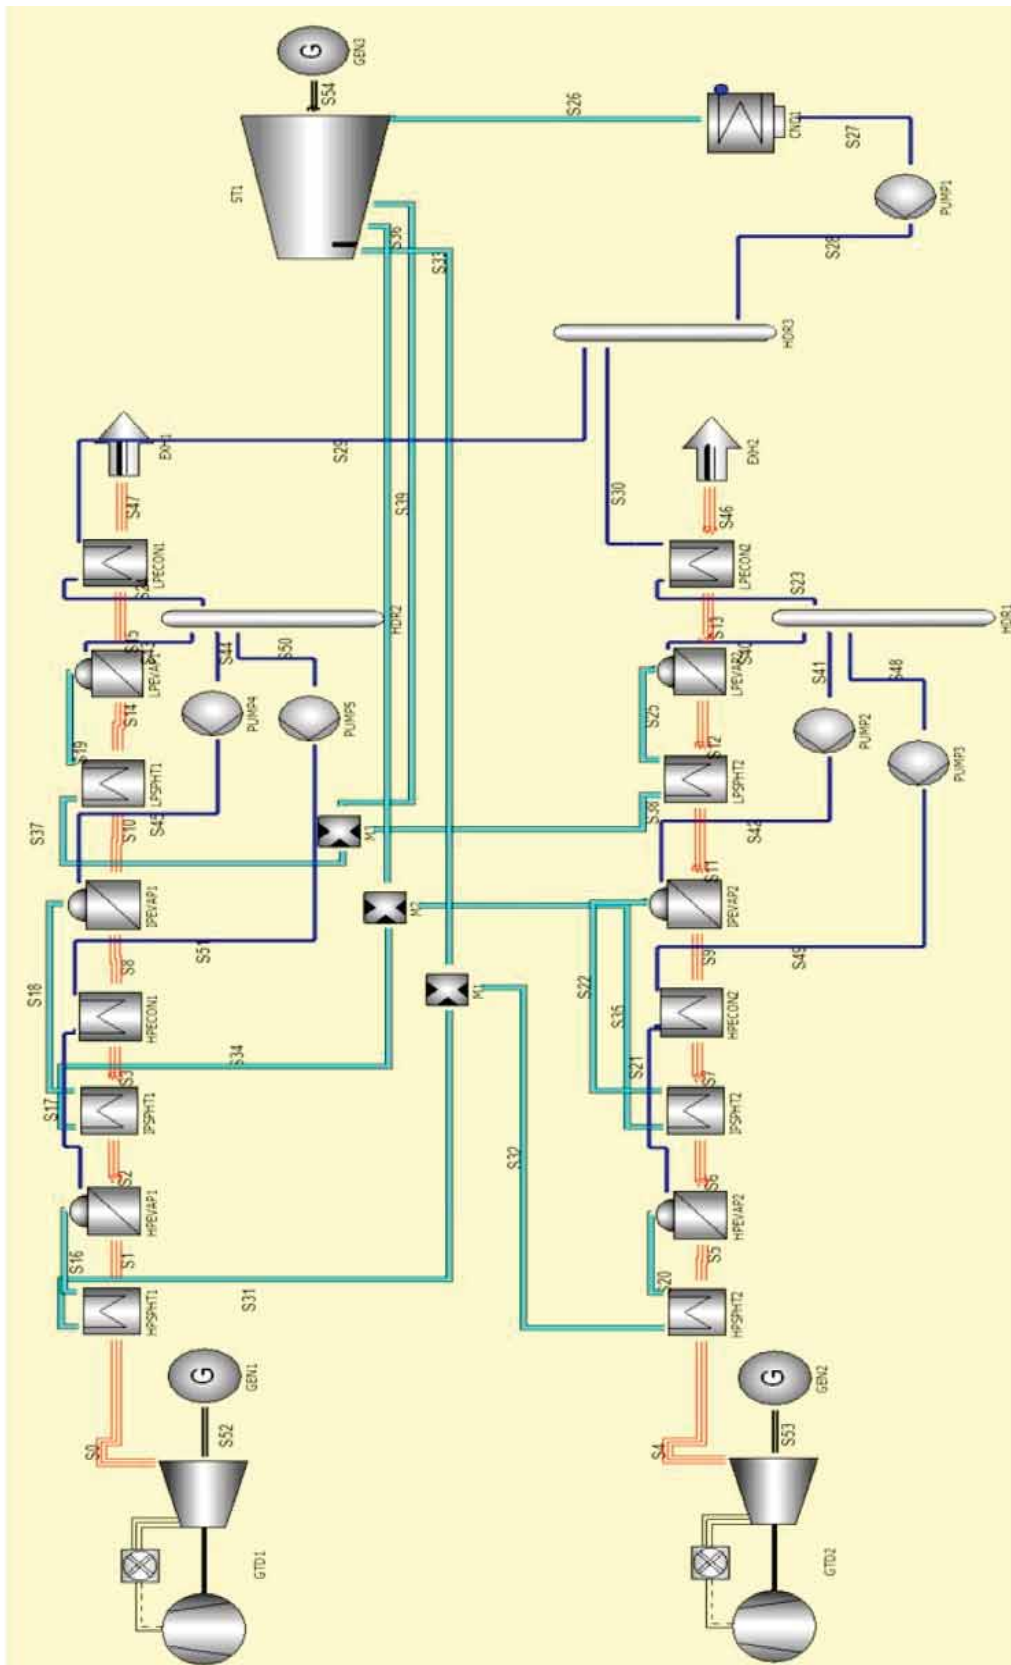 G
GEN3
S54
S26
ST1
CND1
S27
PUMP1
S36
S33
S28
HDR3
EXH1
S29
S39
S30
EXH2
S47
S46
LPECON1
S24
LPECON2
S23
HDR2
S13
HDR1
S15
S44
S50
S40
S41
S48
LPEVAP1
LPEVAP2
S14
PUMP4
PUMP5
S25
PUMP2
S19
S12
PUMP3
LPSPHT1
LPSPHT2
S37
S10
S45
M3
S38
S42
S11
IPEVAP1
M2
IPEVAP2
S18
S8
S51
S9
S49
S22
HPECON1
M1
HPECON2
S35
S3
S34
S21
S7
S17
IPSPHT1
IPSPHT2
S32
S2
S6
HPEVAP1
HPEVAP2
S16
S1
S5
S20
S31
HPSPHT1
HPSPHT2
G
GEN1
G
GEN2
S0
S52
S4
S53
GTD1
GTD2